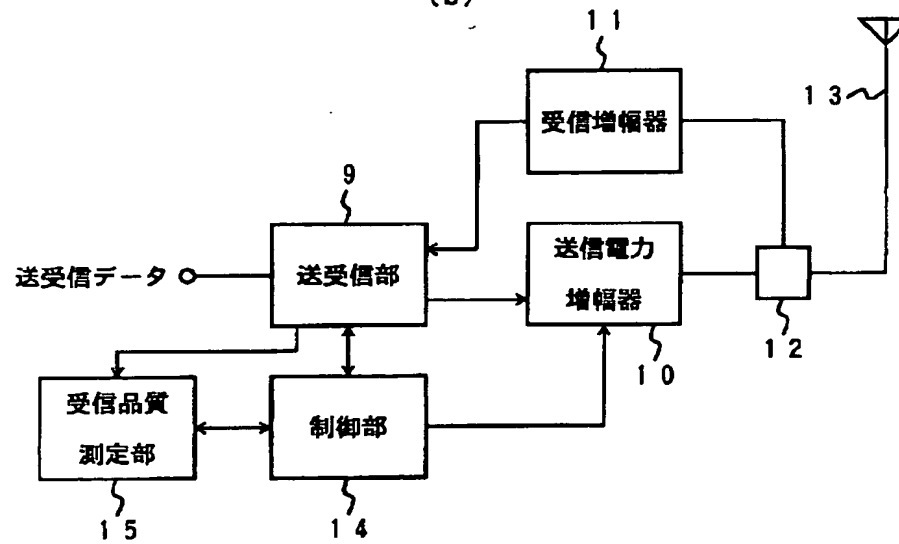 (b)
11
13
受信増幅器
9
送受信データ
送受信部
送信電力
増幅器
12
10
受信品質
測定部
制御部
15
14